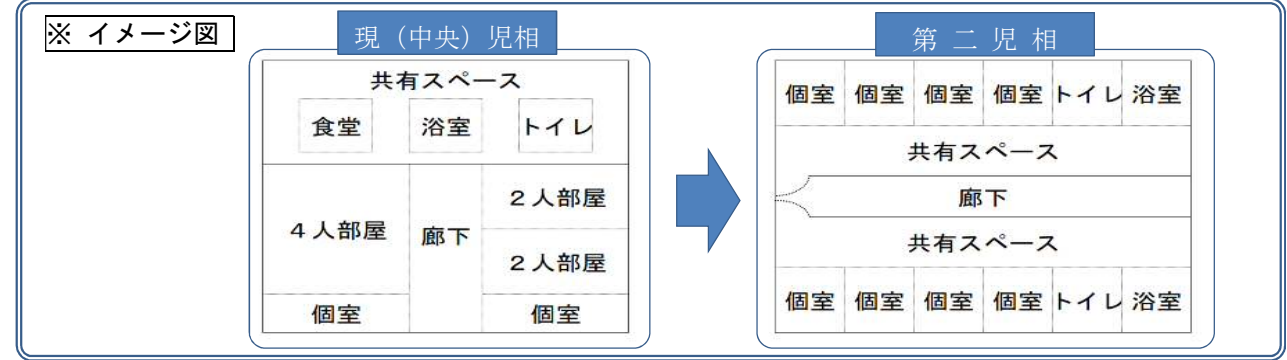 ※ イメージ図
現（中央）児相
共有スペース
食堂 浴室 トイレ
4人部屋 廊下 2人部屋
2人部屋
個室 個室
第二児相
個室 個室 個室 個室 トイレ 浴室
共有スペース
廊下
共有スペース
個室 個室 個室 個室 トイレ 浴室